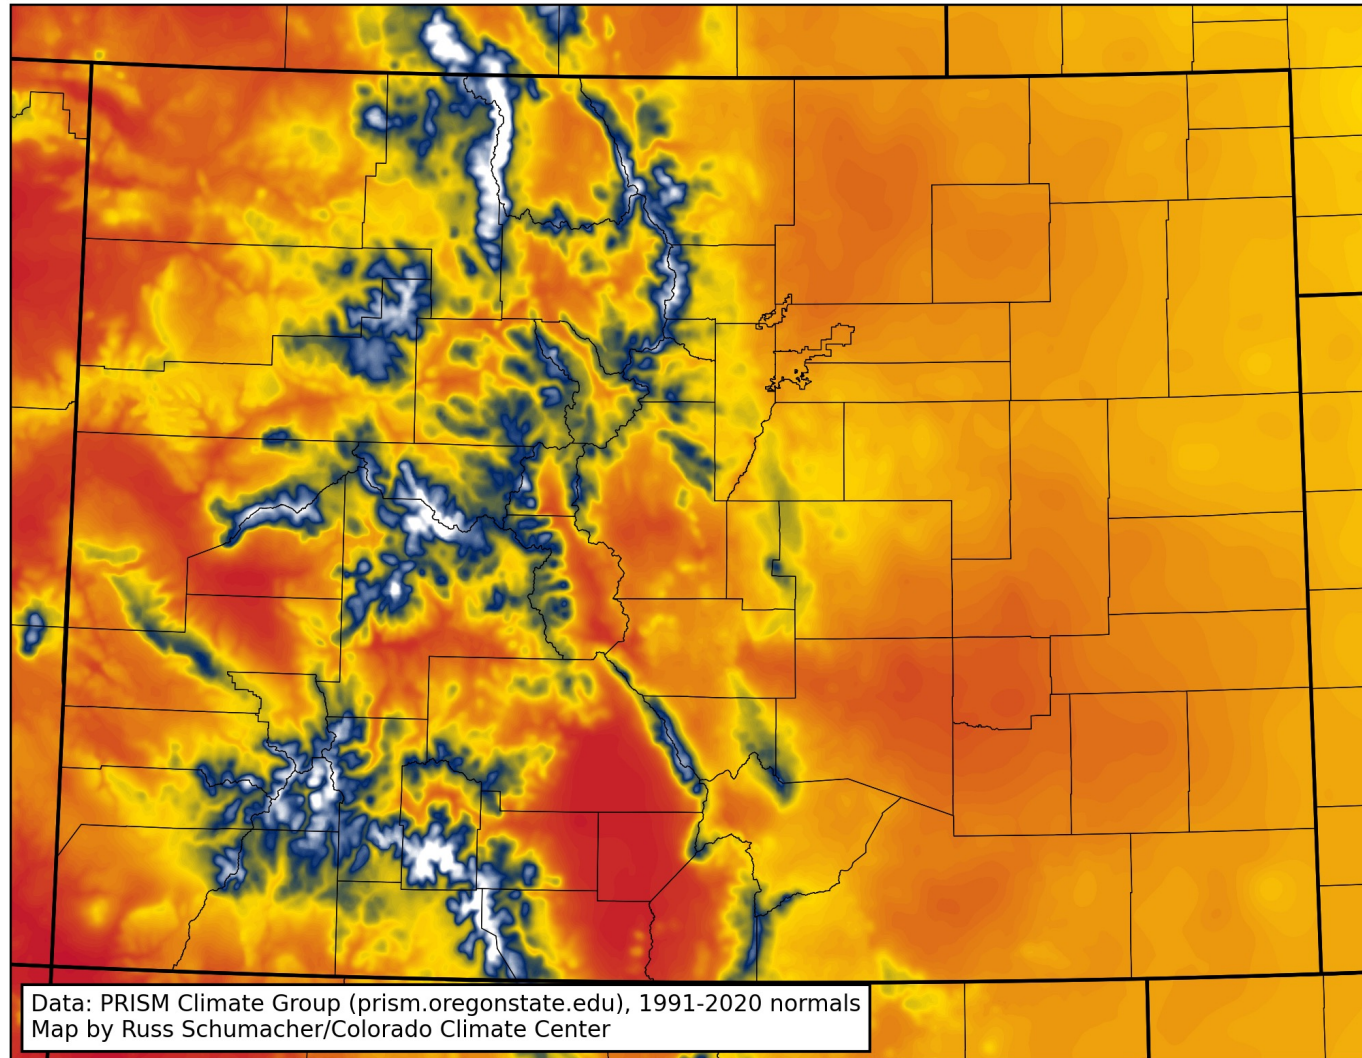 Data: PRISM Climate Group (prism.oregonstate.edu), 1991-2020 normals
Map by Russ Schumacher/Colorado Climate Center